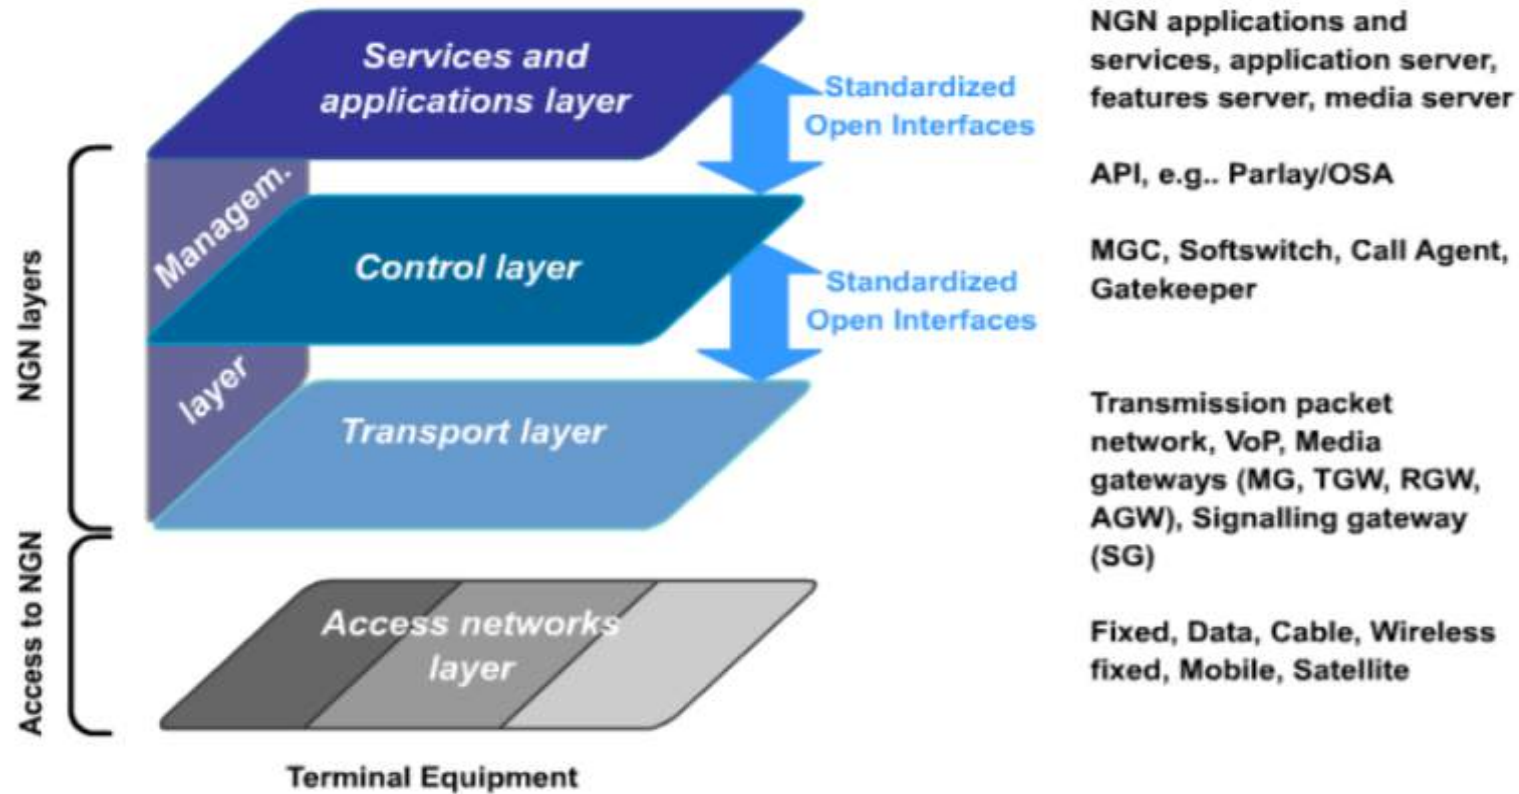 Services and
applications layer
Standardized
Open Interfaces
NGN applications and
services, application server,
features server, media server
API, e.g.. Parlay/OSA
NGN layers
Managem.
layer
Control layer
Standardized
Open Interfaces
MGC, Softswitch, Call Agent,
Gatekeeper
Transport layer
Transmission packet
network, VoP, Media
gateways (MG, TGW, RGW,
AGW), Signalling gateway
(SG)
Access to NGN
Access networks
layer
Fixed, Data, Cable, Wireless
fixed, Mobile, Satellite
Terminal Equipment